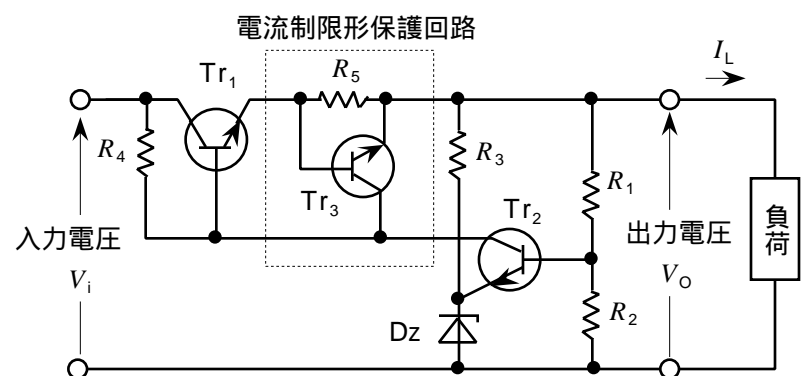 電流制限形保護回路
Tr1
R5
IL
R4
R3
R1
Tr3
Tr2
入力電圧
Vi
出力電圧
VO
負荷
R2
Dz